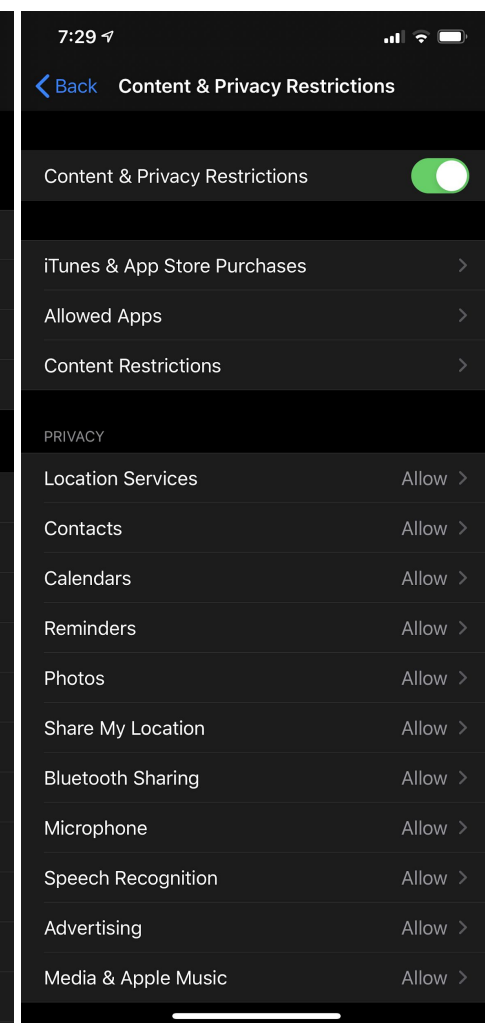 7:29
Back Content & Privacy Restrictions
Content & Privacy Restrictions
iTunes & App Store Purchases
Allowed Apps
Content Restrictions
PRIVACY
Location Services Allow
Contacts Allow
Calendars Allow
Reminders Allow
Photos Allow
Share My Location Allow
Bluetooth Sharing Allow
Microphone Allow
Speech Recognition Allow
Advertising Allow
Media & Apple Music Allow